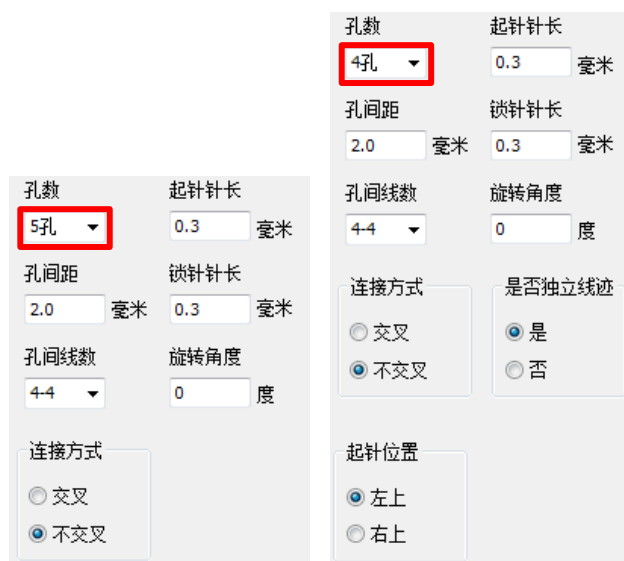 孔数 起针针长
5孔 0.3 毫米
孔间距 锁针针长
2.0 毫米 0.3 毫米
孔间线数 旋转角度
4-4 0 度
连接方式
交叉
不交叉
孔数 起针针长
4孔 0.3 毫米
孔间距 锁针针长
2.0 毫米 0.3 毫米
孔间线数 旋转角度
4-4 0 度
连接方式 是否独立线迹
交叉 是
不交叉 否
起针位置
左上
右上